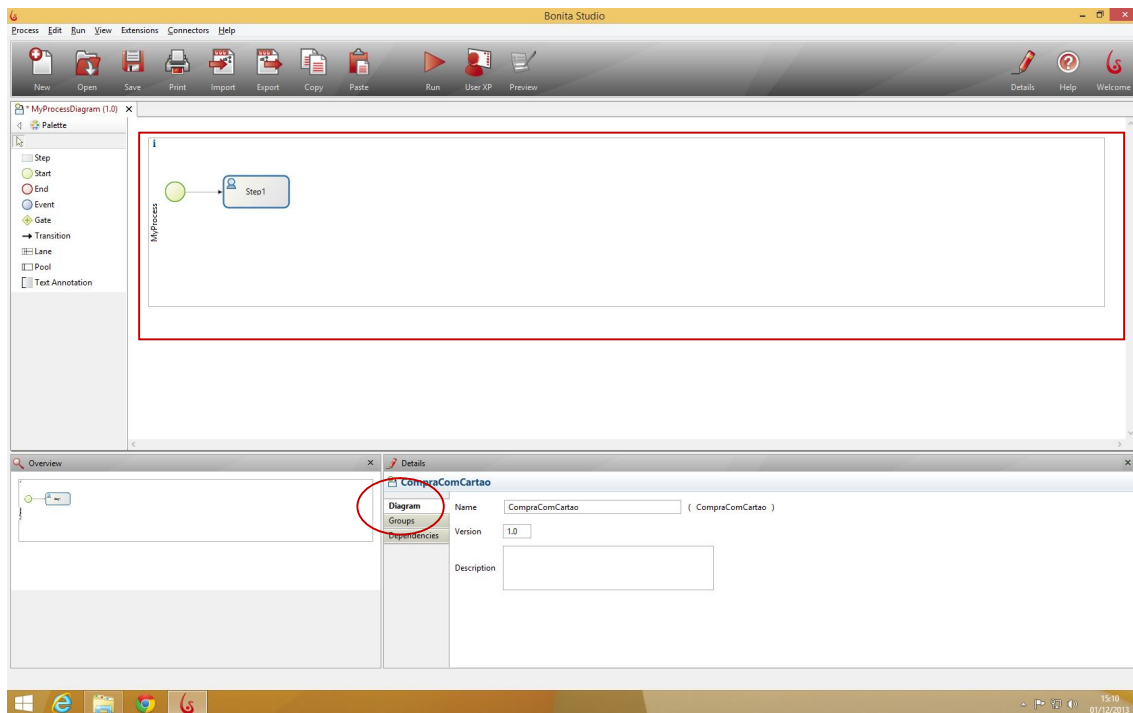 Bonita Studio
Process Edit Run View Extensions Connectors Help
New Open Save Print Import Export Copy Paste Run User XP Preview Details Help Welcome
* MyProcessDiagram (1.0)
Palette
Step
Start
End
Event
Gate
Transition
Lane
Pool
Text Annotation
MyProcess
Step1
Overview
Details
CompraComCartao
Diagram
Groups
Dependencies
Name CompraComCartao ( CompraComCartao )
Version 1.0
Description
15:10
01/12/2013